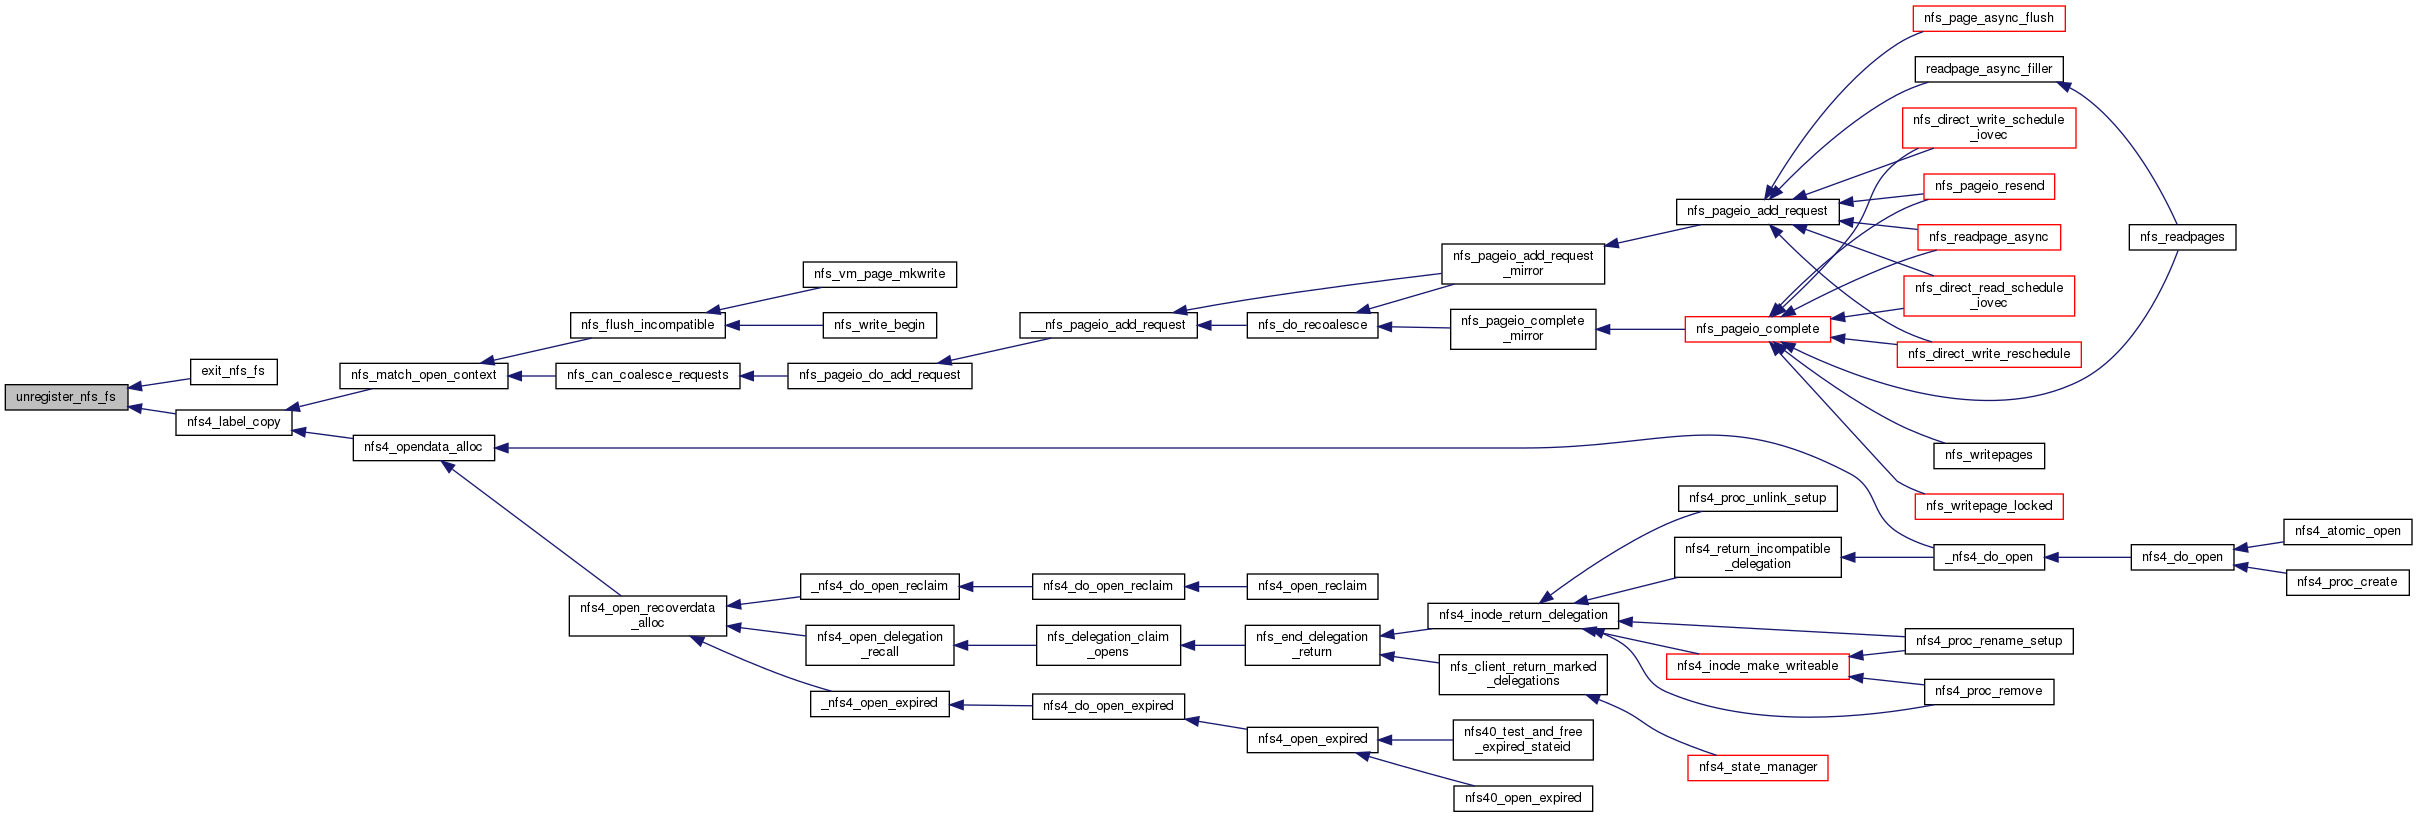 nfs_page_async_flush
readpage_async_filler
nfs_direct_write_schedule
_iovec
nfs_pageio_resend
nfs_pageio_add_request
nfs_readpage_async
nfs_readpages
nfs_pageio_add_request
_mirror
nfs_vm_page_mkwrite
nfs_direct_read_schedule
_iovec
nfs_flush_incompatible
nfs_write_begin
__nfs_pageio_add_request
nfs_do_recoalesce
nfs_pageio_complete
_mirror
nfs_pageio_complete
nfs_direct_write_reschedule
exit_nfs_fs
nfs_match_open_context
nfs_can_coalesce_requests
nfs_pageio_do_add_request
unregister_nfs_fs
nfs4_label_copy
nfs4_opendata_alloc
nfs_writepages
nfs4_proc_unlink_setup
nfs_writepage_locked
nfs4_atomic_open
nfs4_return_incompatible
_delegation
_nfs4_do_open
nfs4_do_open
nfs4_proc_create
_nfs4_do_open_reclaim
nfs4_do_open_reclaim
nfs4_open_reclaim
nfs4_open_recoverdata
_alloc
nfs4_inode_return_delegation
nfs4_open_delegation
_recall
nfs_delegation_claim
_opens
nfs_end_delegation
_return
nfs4_proc_rename_setup
nfs_client_return_marked
_delegations
nfs4_inode_make_writeable
nfs4_proc_remove
_nfs4_open_expired
nfs4_do_open_expired
nfs4_open_expired
nfs40_test_and_free
_expired_stateid
nfs4_state_manager
nfs40_open_expired